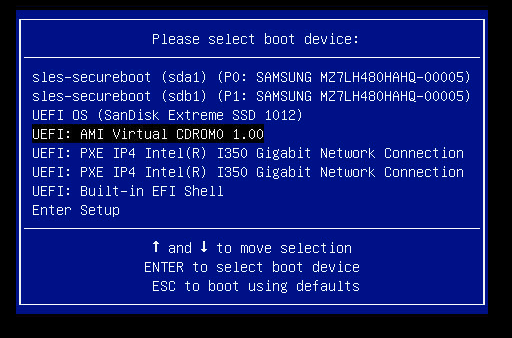 Please select boot device:
sles-secureboot (sda1) (P0: SAMSUNG MZ7LH480HAHQ-00005)
sles-secureboot (sdb1) (P1: SAMSUNG MZ7LH480HAHQ-00005)
UEFI OS (SanDisk Extreme SSD 1012)
UEFI: AMI Virtual CDROM0 1.00
UEFI: PXE IP4 Intel(R) I350 Gigabit Network Connection
UEFI: PXE IP4 Intel(R) I350 Gigabit Network Connection
UEFI: Built-in EFI Shell
Enter Setup
↑ and ↓ to move selection
ENTER to select boot device
ESC to boot using defaults